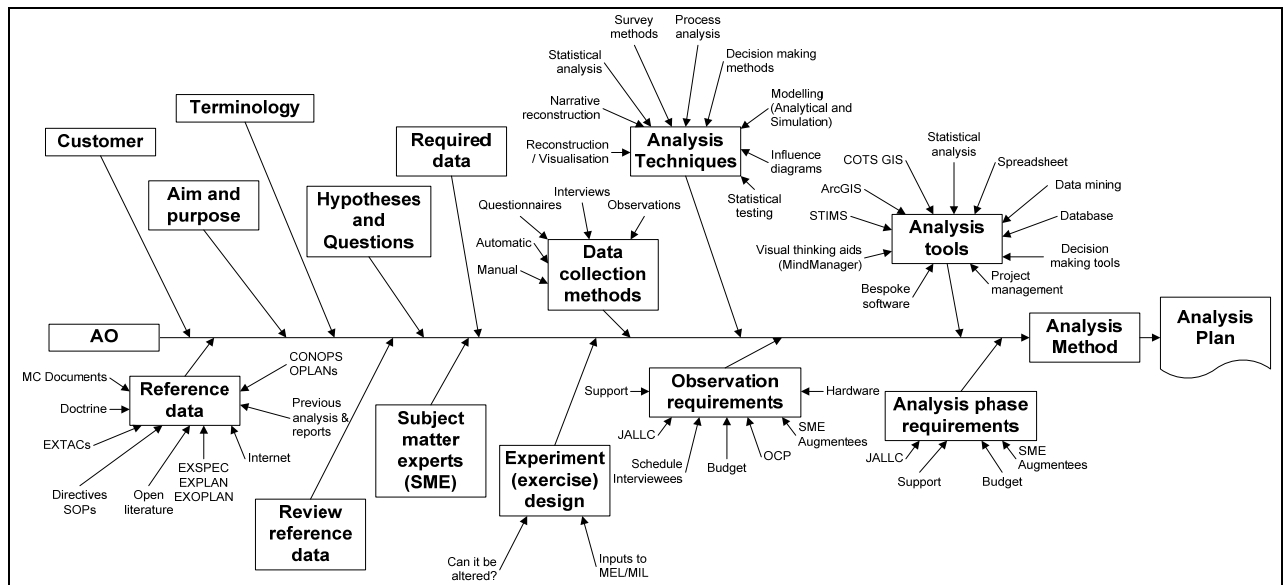 Survey
methods
Process
analysis
Statistical
analysis
Decision making
methods
Narrative
reconstruction
Modelling
(Analytical and
Simulation)
Reconstruction
/ Visualisation
Analysis
Techniques
Influence
diagrams
Statistical
testing
Terminology
Customer
Required
data
Aim and
purpose
Hypotheses
and
Questions
Questionnaires
Interviews
Observations
Automatic
Manual
Data
collection
methods
COTS GIS
Statistical
analysis
Spreadsheet
ArcGIS
Data mining
STIMS
Analysis
tools
Database
Visual thinking aids
(MindManager)
Decision
making tools
Bespoke
software
Project
management
AO
Analysis
Method
Analysis
Plan
MC Documents
Reference
data
CONOPS
OPLANs
Doctrine
Previous
analysis &
reports
EXTACs
Directives
SOPs
Open
literature
EXSPEC
EXPLAN
EXOPLAN
Internet
Review
reference
data
Subject
matter
experts
(SME)
Experiment
(exercise)
design
Can it be
altered?
Inputs to
MEL/MIL
Support
Observation
requirements
Hardware
JALLC
Schedule
Interviewees
Budget
OCP
SME
Augmentees
Analysis phase
requirements
JALLC
Support
Budget
SME
Augmentees